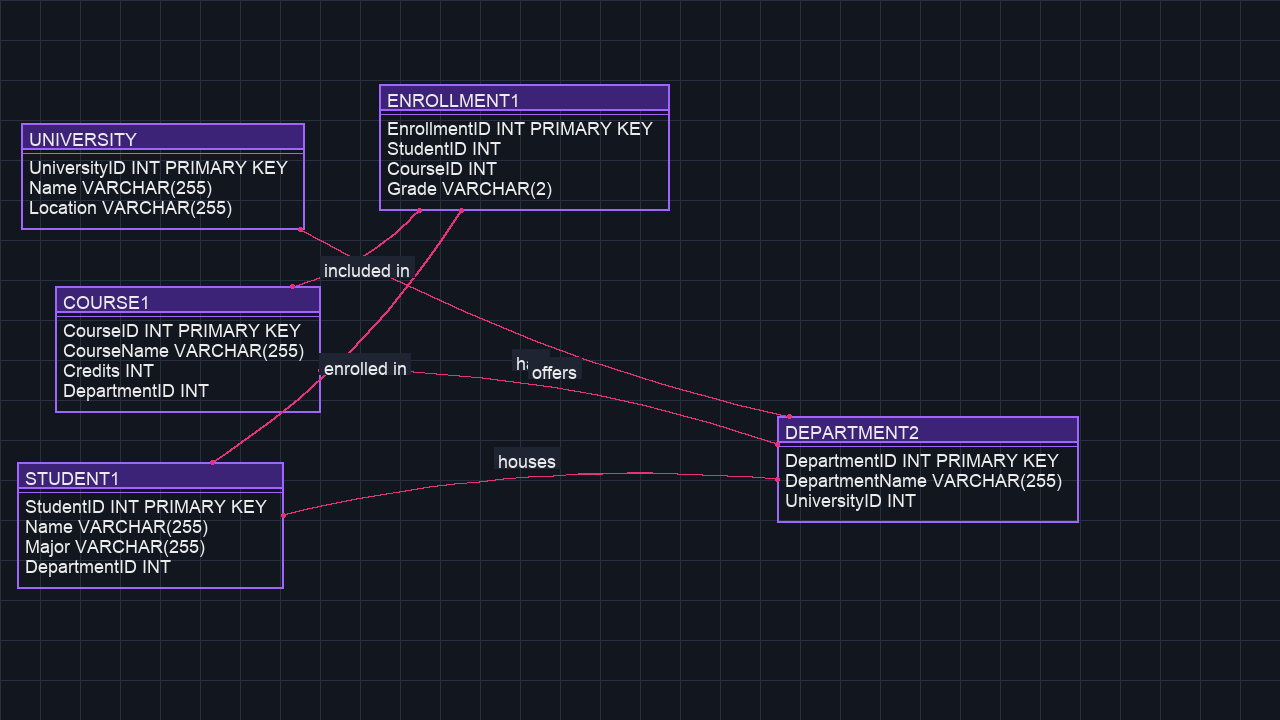 UNIVERSITY
UniversityID INT PRIMARY KEY
Name VARCHAR(255)
Location VARCHAR(255)
ENROLLMENT1
EnrollmentID INT PRIMARY KEY
StudentID INT
CourseID INT
Grade VARCHAR(2)
included in
COURSE1
CourseID INT PRIMARY KEY
CourseName VARCHAR(255)
Credits INT
DepartmentID INT
enrolled in
offers
DEPARTMENT2
DepartmentID INT PRIMARY KEY
DepartmentName VARCHAR(255)
UniversityID INT
houses
STUDENT1
StudentID INT PRIMARY KEY
Name VARCHAR(255)
Major VARCHAR(255)
DepartmentID INT